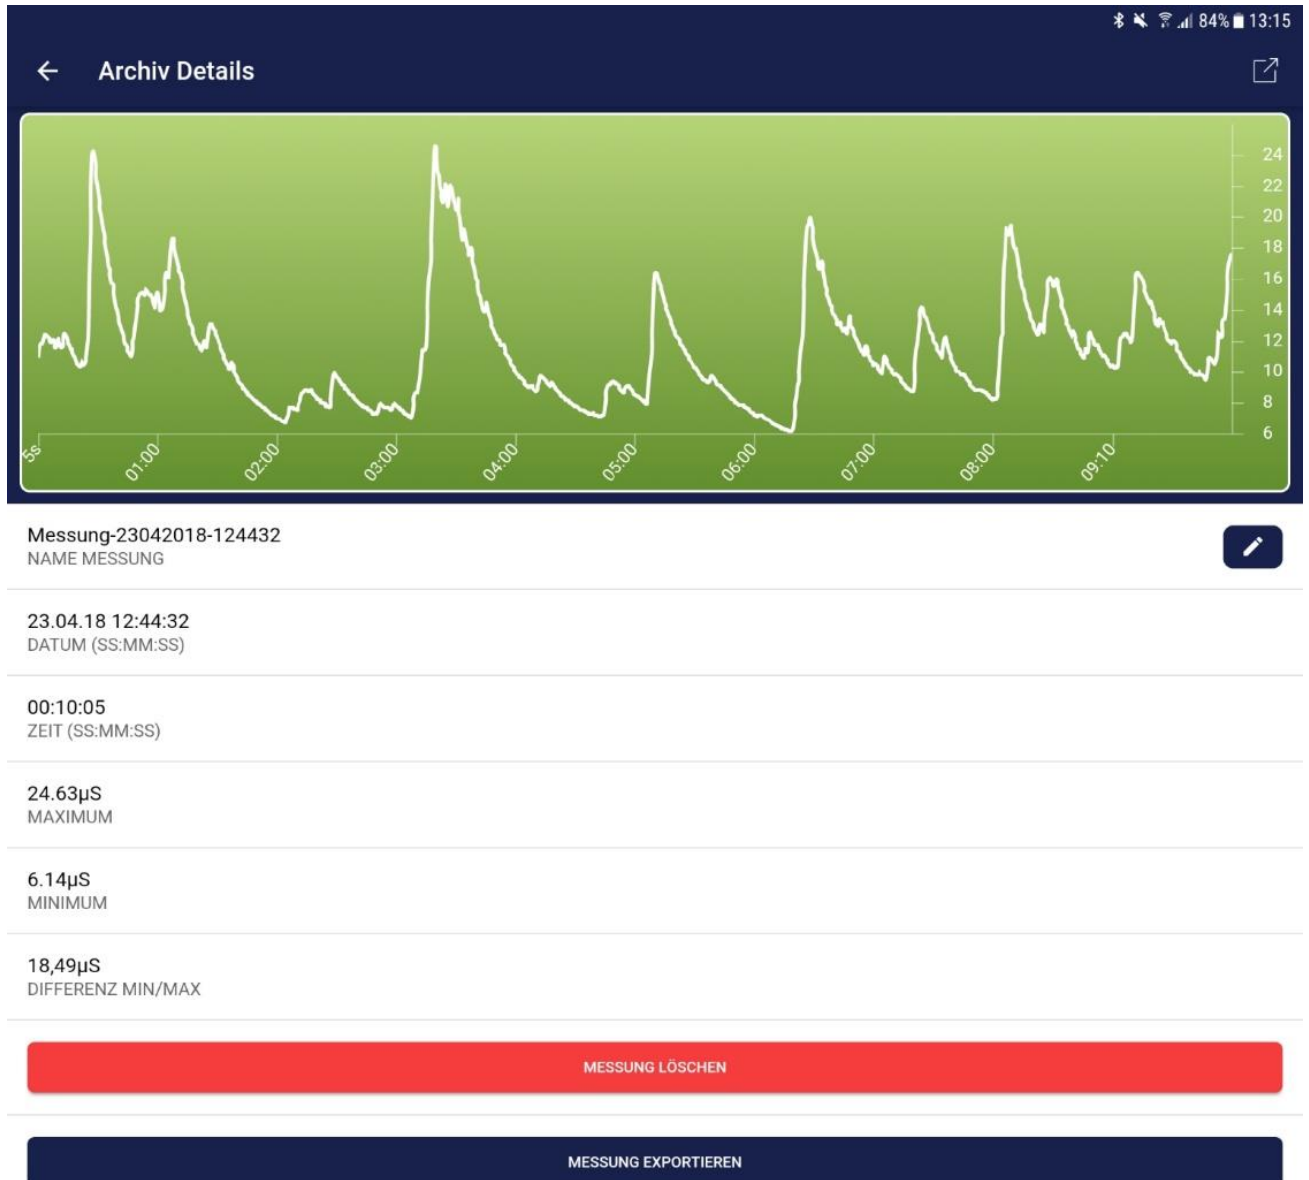 84% 13:15
Archiv Details
24
22
20
18
16
14
12
10
8
6
5s 01:00 02:00 03:00 04:00 05:00 06:00 07:00 08:00 09:10
Messung-23042018-124432
NAME MESSUNG
23.04.18 12:44:32
DATUM (SS:MM:SS)
00:10:05
ZEIT (SS:MM:SS)
24.63µS
MAXIMUM
6.14µS
MINIMUM
18,49µS
DIFFERENZ MIN/MAX
MESSUNG LÖSCHEN
MESSUNG EXPORTIEREN